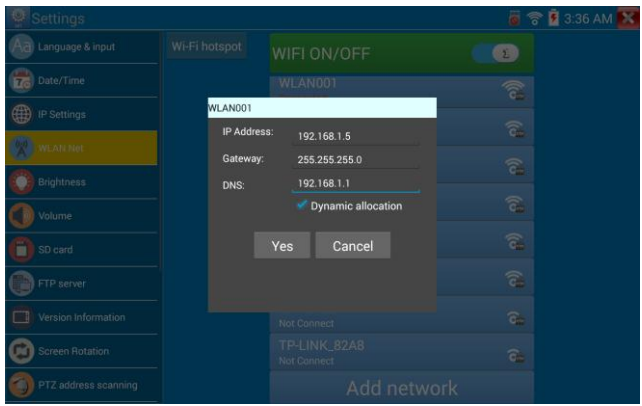 Settings
3:36 AM
Language & input
Date/Time
IP Settings
WLAN Net
Brightness
Volume
SD card
FTP server
Version Information
Screen Rotation
PTZ address scanning
Wi-Fi hotspot
WIFI ON/OFF
WLAN001
WLAN001
IP Address: 192.168.1.5
Gateway: 255.255.255.0
DNS: 192.168.1.1
Dynamic allocation
Yes Cancel
Not Connect
TP-LINK_82A8
Not Connect
Add network